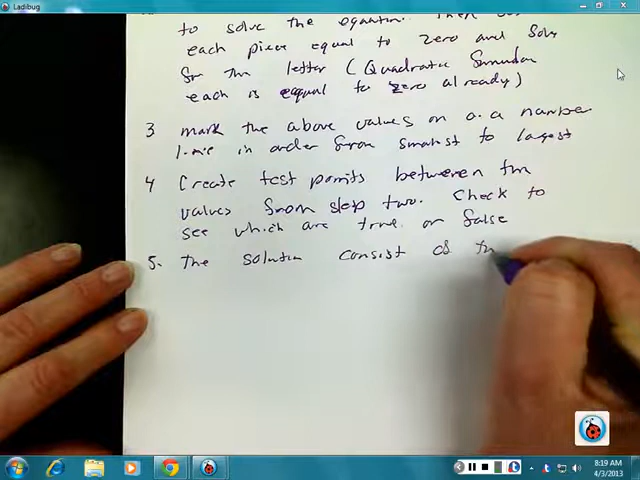 Ladibug
to solve the equation. Then
each piece equal to zero and solv
for the letter (Quadratic formula
each is equal to zero already)
3 mark the above values on a. a number
line in order from smallest to largest
4 Create test points between the
values from step two. Check to
see which are true or false
5. The solution consist of th
8:19 AM
4/3/2013